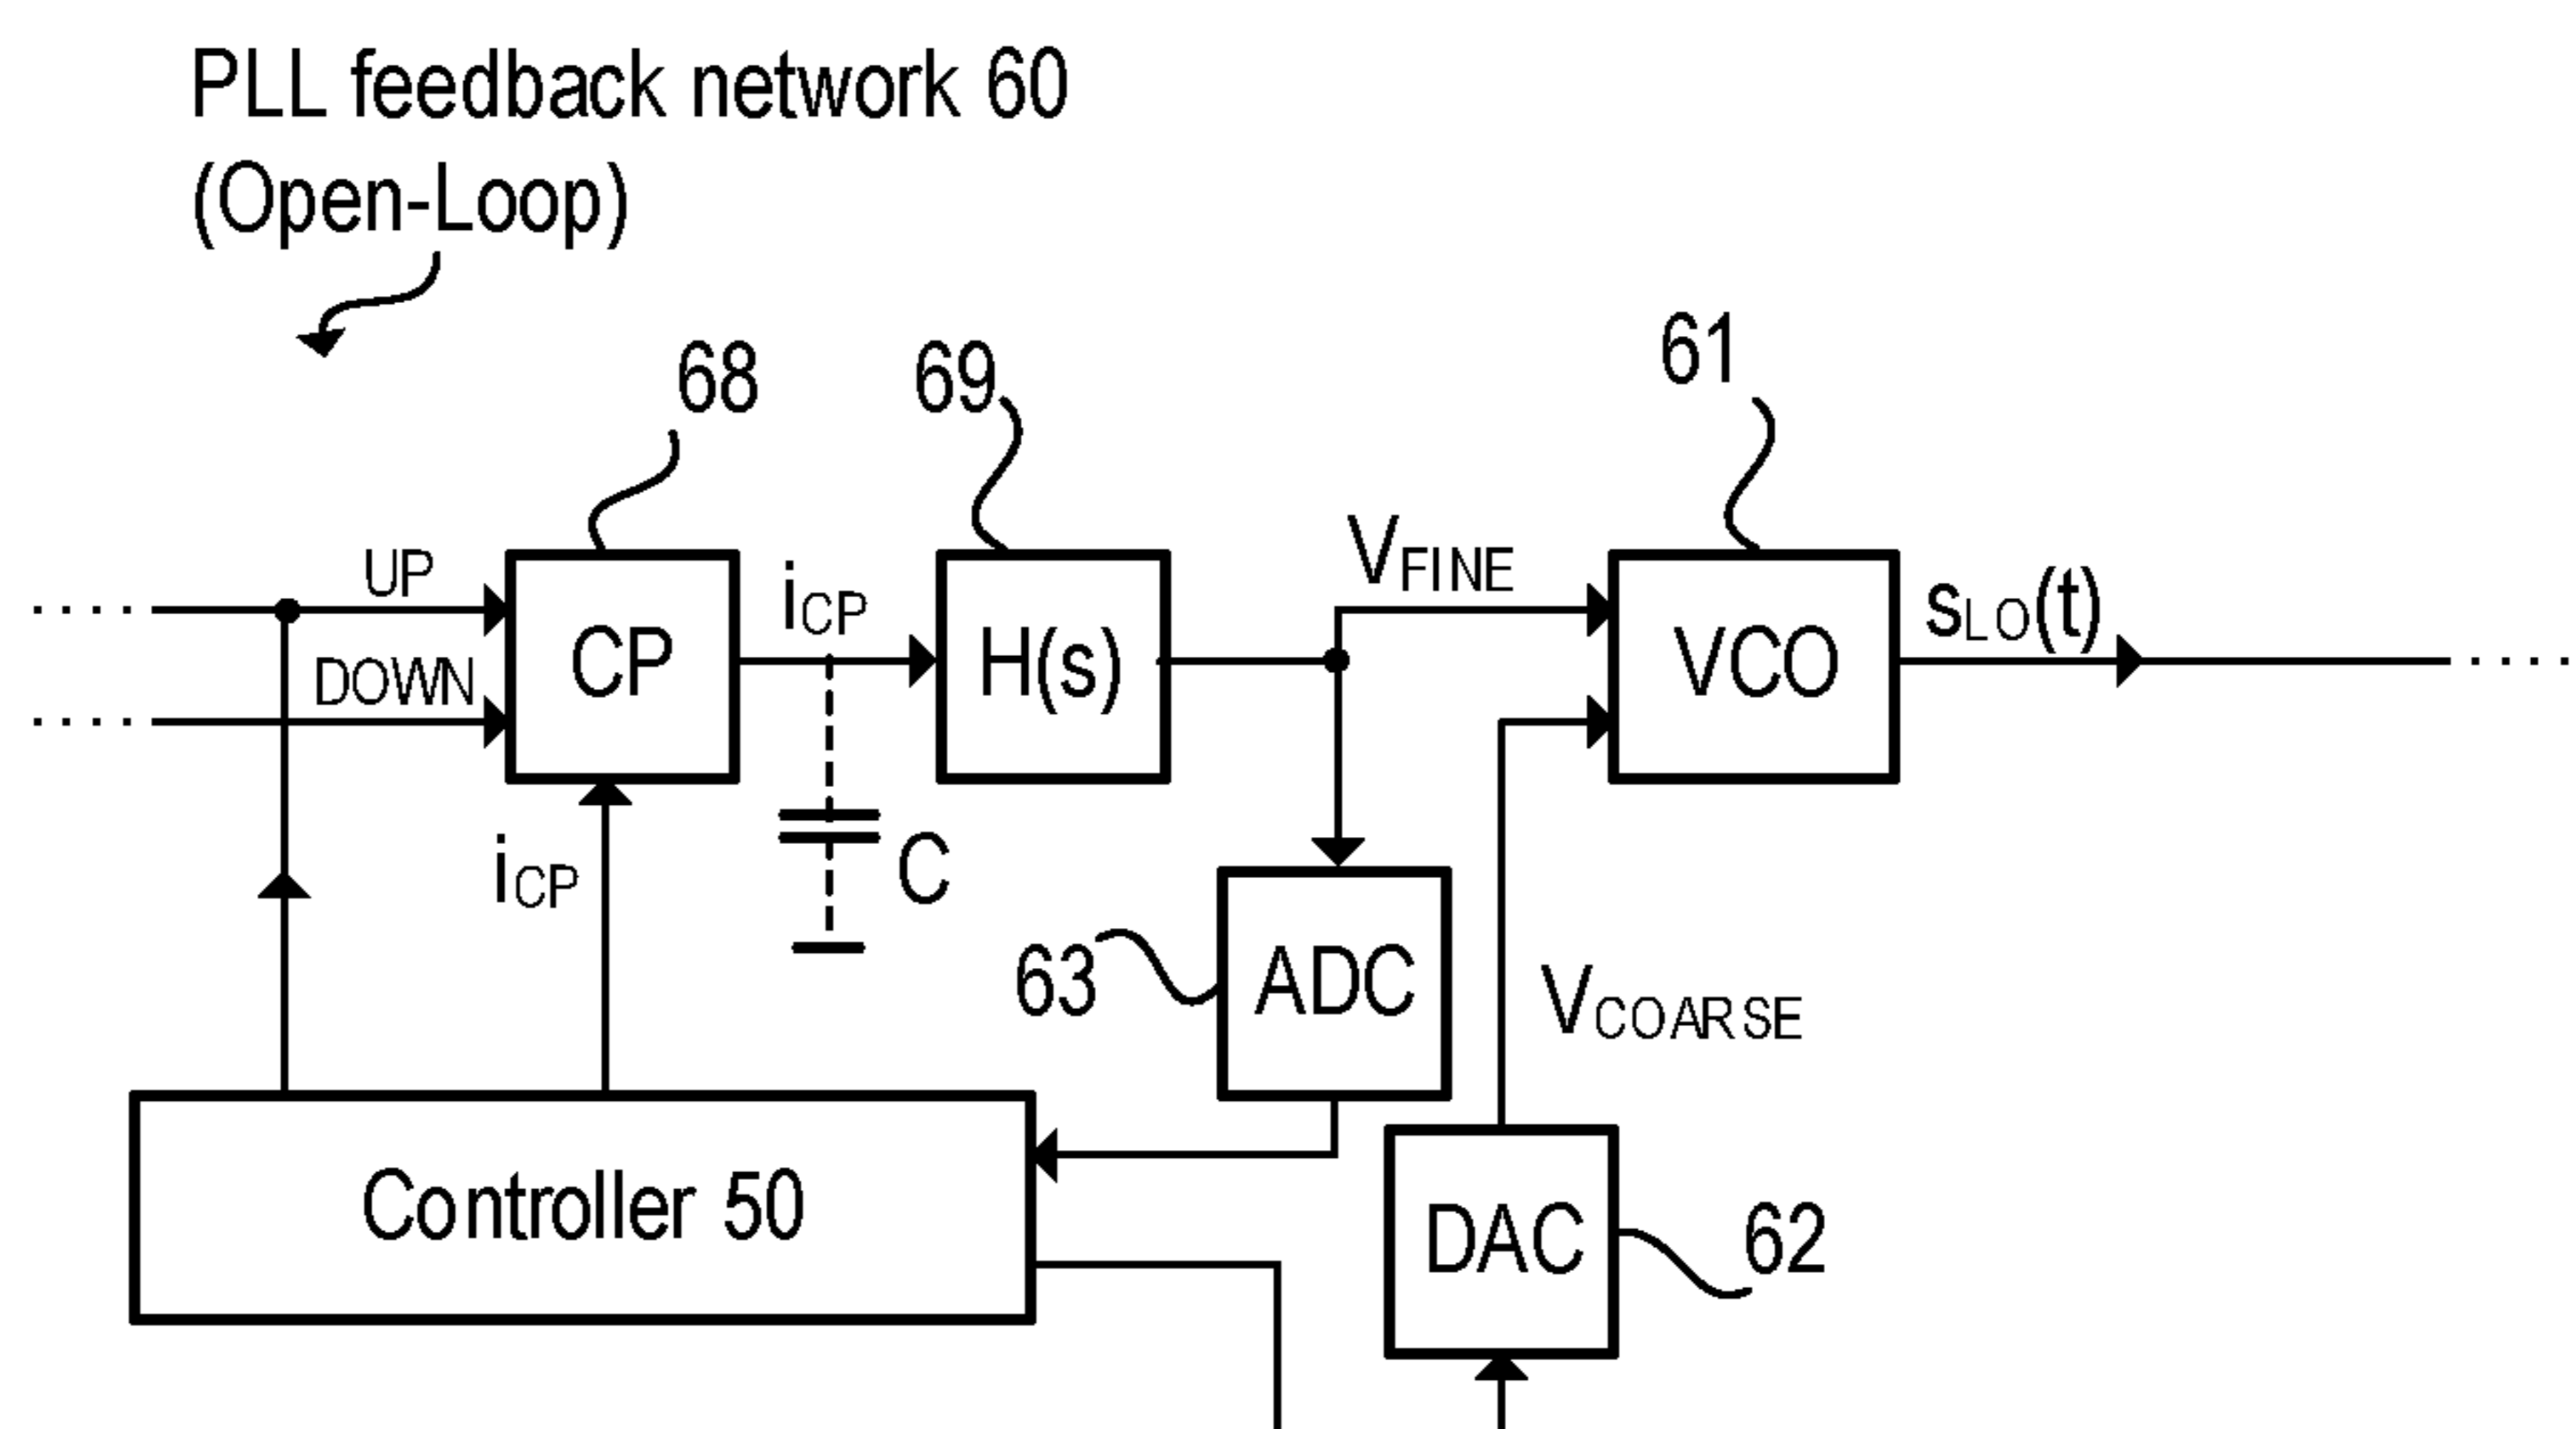 PLL feedback network 60
(Open-Loop)
68
69
61
UP
DOWN
CP
iCP
H(s)
VFINE
VCO
sLO(t)
iCP
C
63
ADC
VCOARSE
Controller 50
DAC
62